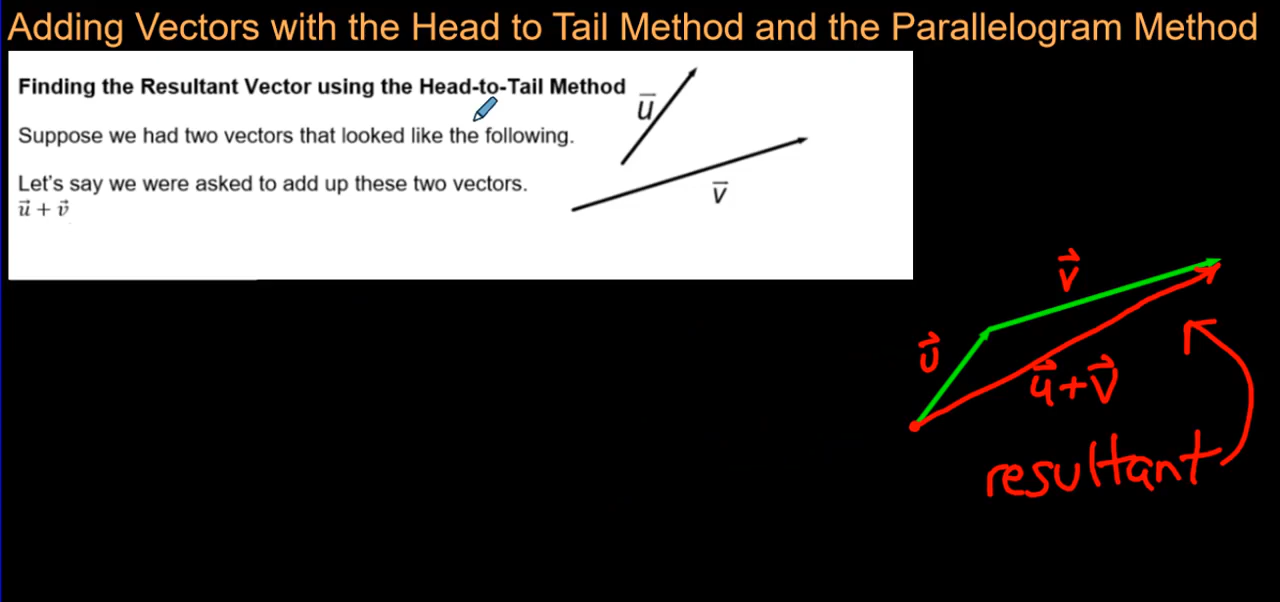 Adding Vectors with the Head to Tail Method and the Parallelogram Method
Finding the Resultant Vector using the Head-to-Tail Method
Suppose we had two vectors that looked like the following.
Let's say we were asked to add up these two vectors.
u⃗ + v⃗
u̅
v̅
v⃗
u⃗
u⃗+v⃗
resultant